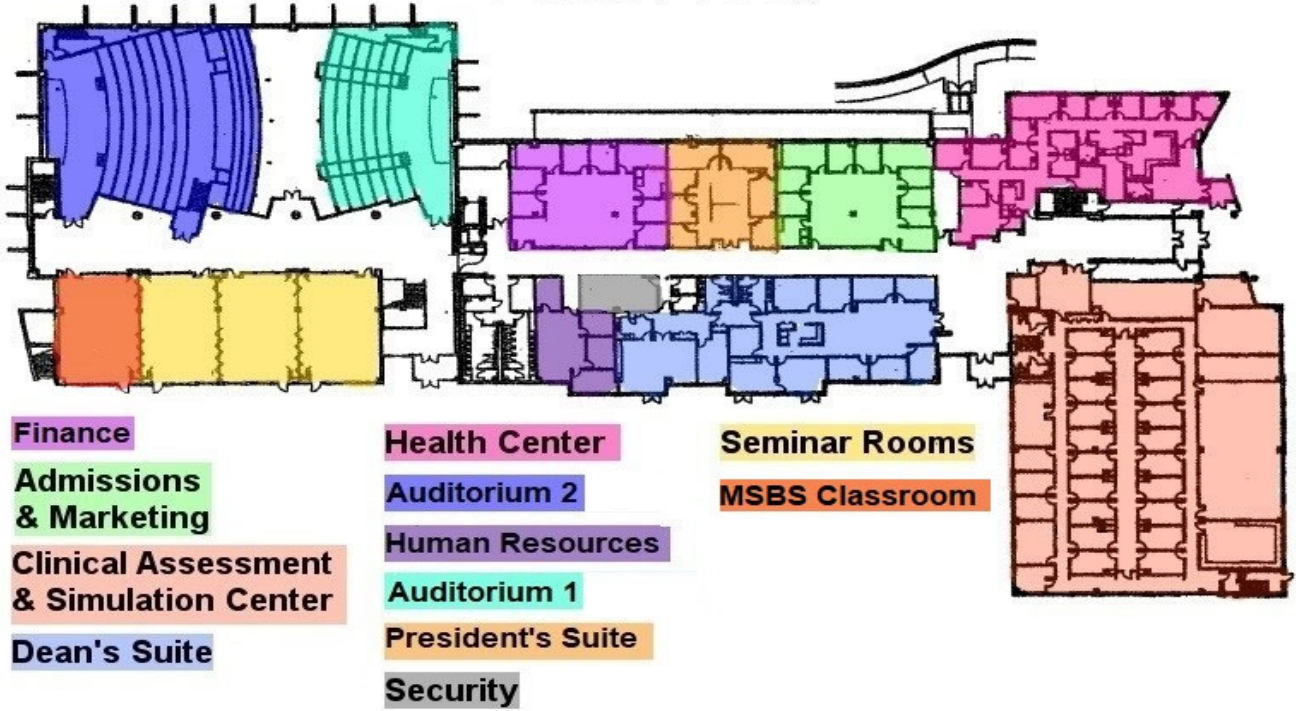 Finance
Admissions
& Marketing
Clinical Assessment
& Simulation Center
Dean's Suite
Health Center
Auditorium 2
Human Resources
Auditorium 1
President's Suite
Security
Seminar Rooms
MSBS Classroom